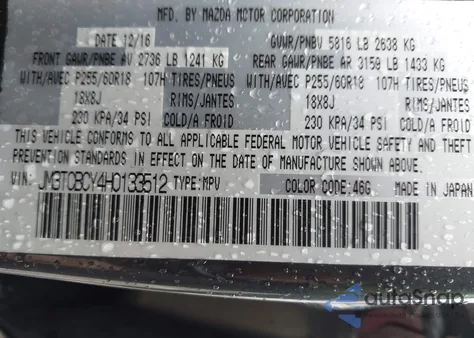 MFD. BY MAZDA MOTOR CORPORATION
DATE 12/16 GVWR/PNBV 5816 LB 2638 KG
FRONT GAWR/PNBE AV 2736 LB 1241 KG REAR GAWR/PNBE AR 3159 LB 1433 KG
WITH/AVEC P255/60R18 107H TIRES/PNEUS WITH/AVEC P255/60R18 107H TIRES/PNEUS
18X8J RIMS/JANTES 18X8J RIMS/JANTES
230 KPA/34 PSI COLD/A FROID 230 KPA/34 PSI COLD/A FROID
THIS VEHICLE CONFORMS TO ALL APPLICABLE FEDERAL MOTOR VEHICLE SAFETY AND THEFT
PREVENTION STANDARDS IN EFFECT ON THE DATE OF MANUFACTURE SHOWN ABOVE.
VIN: JM3TCBCY4H0133512 TYPE:MPV COLOR CODE:46G MADE IN JAPAN
autoSnap